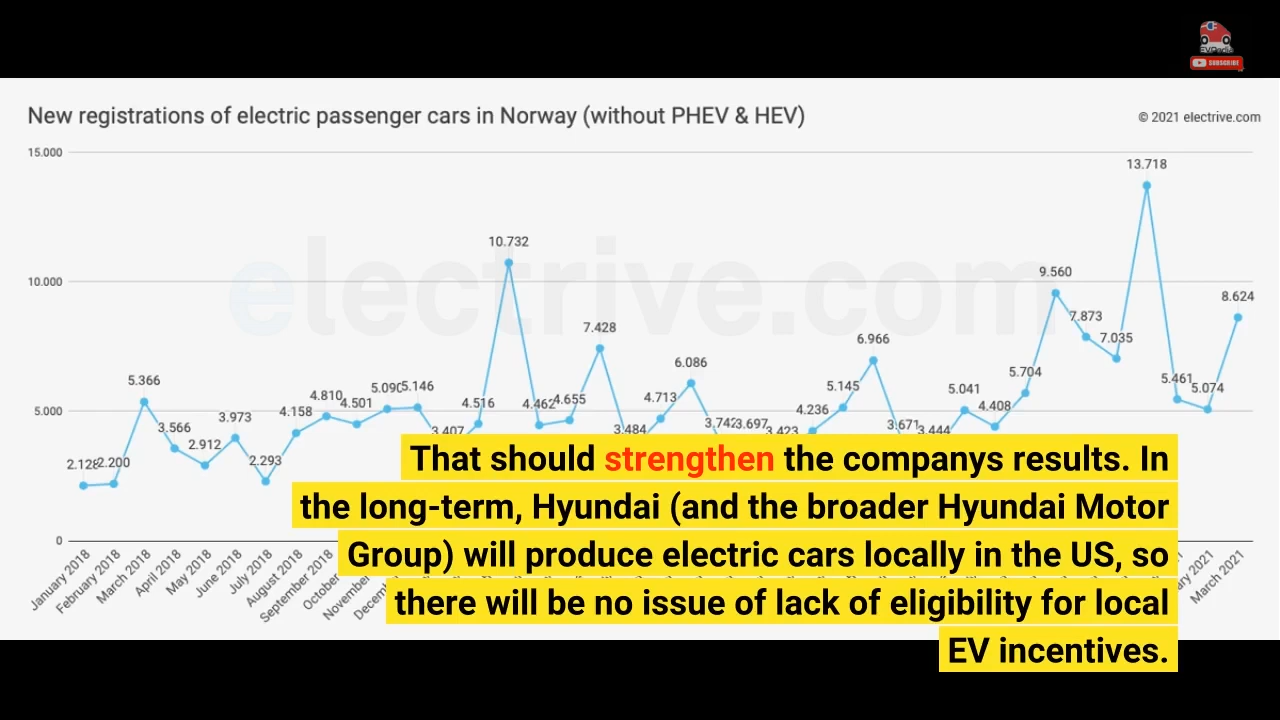 EVPedia
SUBSCRIBE
New registrations of electric passenger cars in Norway (without PHEV & HEV)
© 2021 electrive.com
15.000
13.718
10.732
10.000
electrive.com
9.560
8.624
7.428
7.873
6.966
7.035
6.086
5.366
4.810
5.090
5.146
4.655
4.713
5.145
5.704
5.461
5.074
5.000
3.566
3.973
4.158
4.501
4.516
4.462
4.236
5.041
4.408
2.912
3.407
3.484
3.742
3.697
3.423
3.671
3.444
2.128
2.200
2.293
That should strengthen the companys results. In
the long-term, Hyundai (and the broader Hyundai Motor
Group) will produce electric cars locally in the US, so
there will be no issue of lack of eligibility for local
EV incentives.
0
January 2018
February 2018
March 2018
April 2018
May 2018
June 2018
July 2018
August 2018
September 2018
March 2021